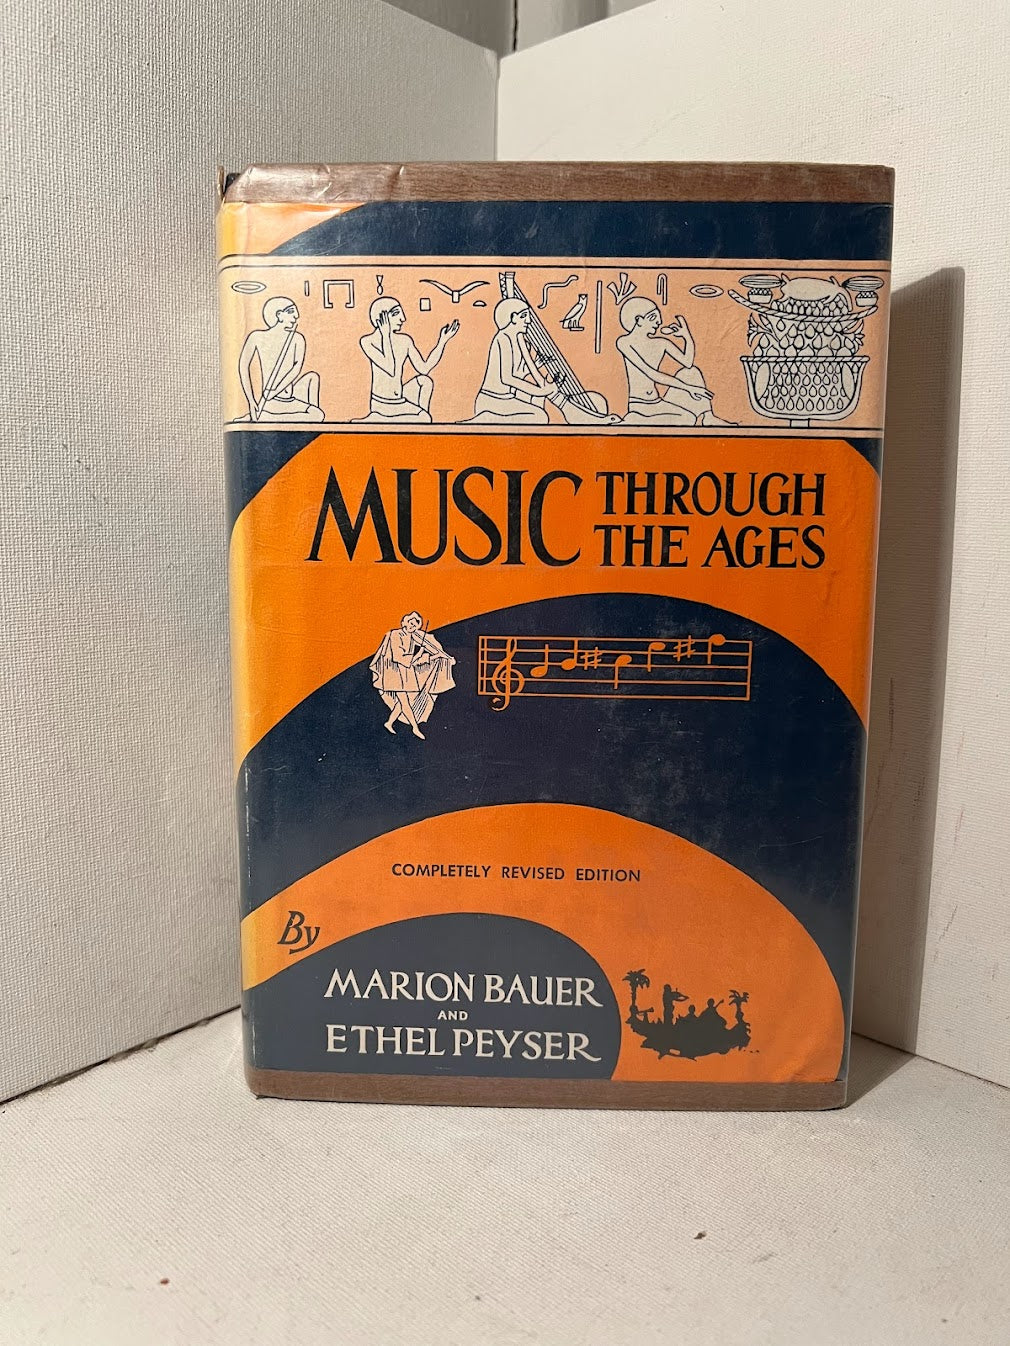 MUSIC THROUGH
THE AGES
COMPLETELY REVISED EDITION
By
MARION BAUER
AND
ETHEL PEYSER